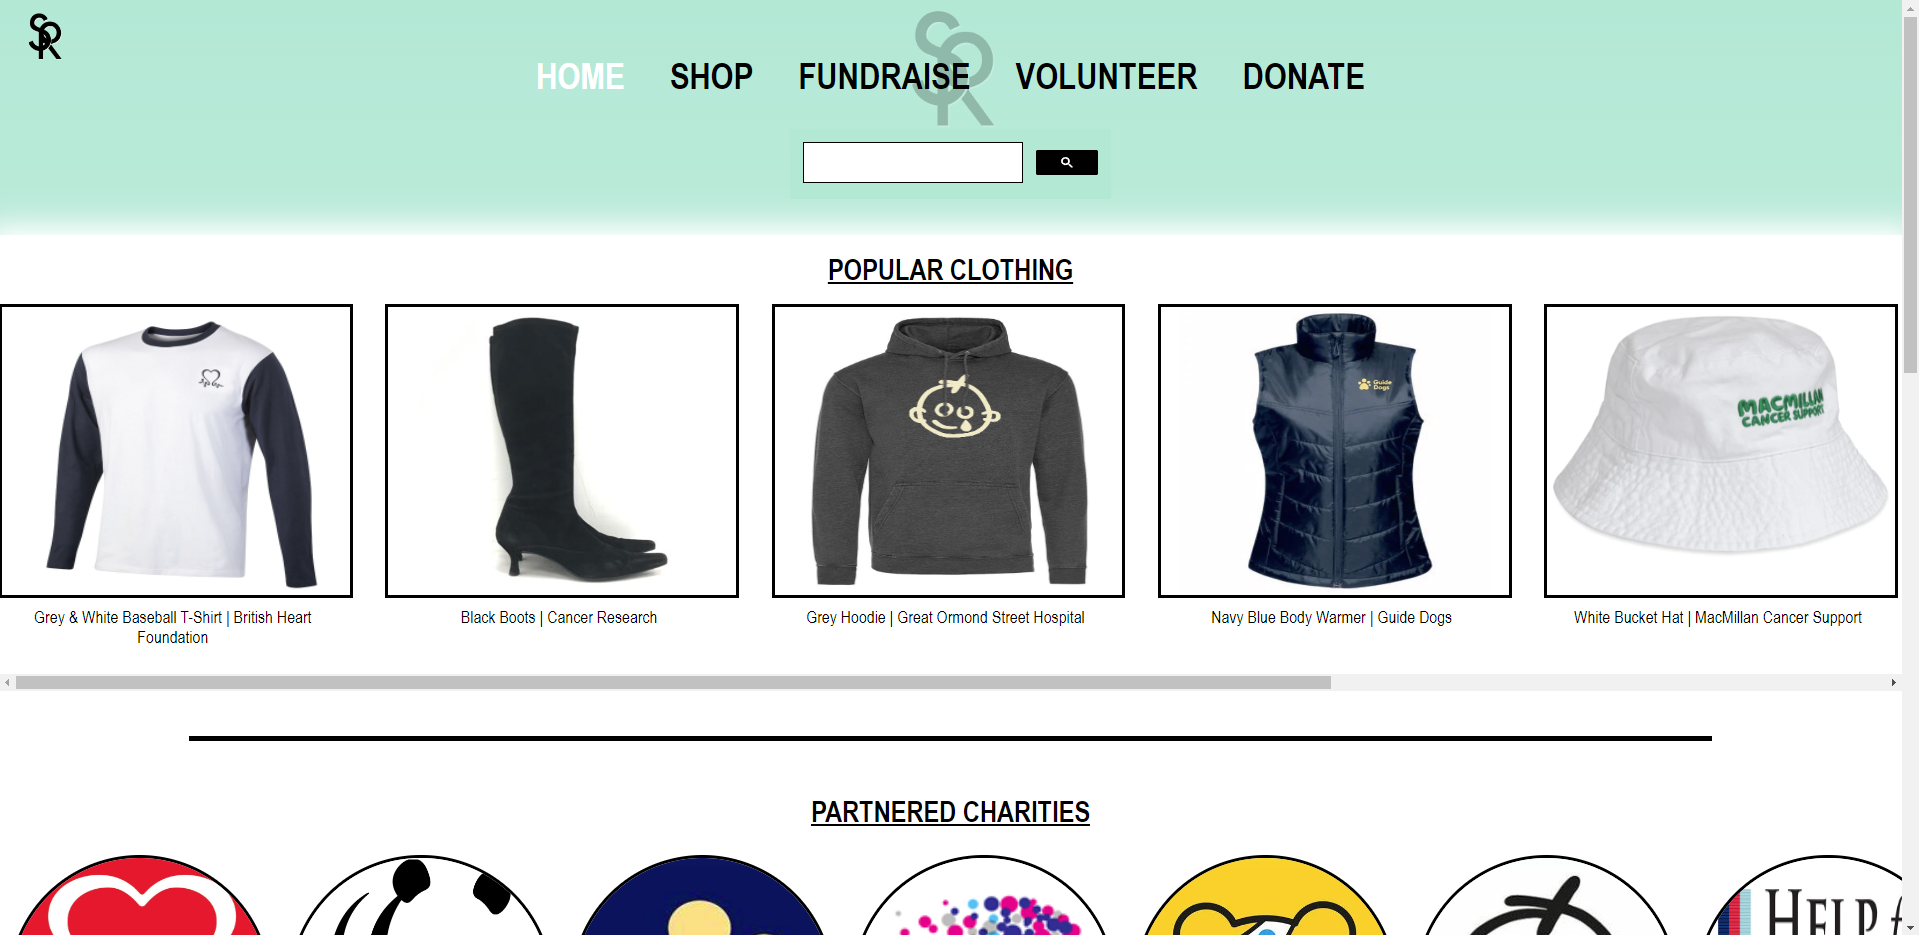 SR
HOME SHOP FUNDRAISE VOLUNTEER DONATE
POPULAR CLOTHING
Guide
Dogs
MACMILLAN
CANCER SUPPORT
Grey & White Baseball T-Shirt | British Heart
Foundation
Black Boots | Cancer Research
Grey Hoodie | Great Ormond Street Hospital
Navy Blue Body Warmer | Guide Dogs
White Bucket Hat | MacMillan Cancer Support
PARTNERED CHARITIES
HELP